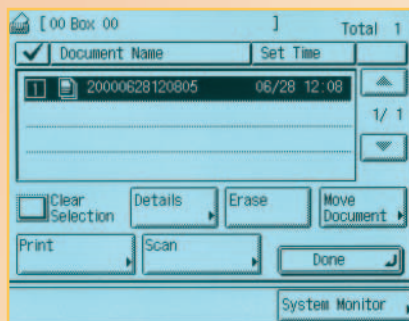 [ 00 Box 00 ] Total 1
Document Name Set Time
1 20000628120805 06/28 12:08
1/ 1
Clear Selection Details Erase Move Document
Print Scan Done
System Monitor